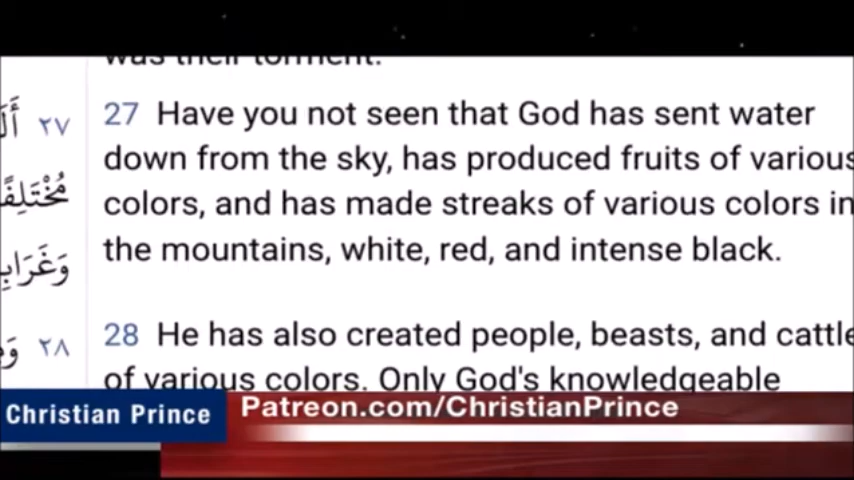 was their torment.
٢٧
27 Have you not seen that God has sent water
down from the sky, has produced fruits of various
مُخْتَلِفًا
colors, and has made streaks of various colors in
the mountains, white, red, and intense black.
٢٨
28 He has also created people, beasts, and cattle
of various colors. Only God's knowledgeable
Christian Prince
Patreon.com/ChristianPrince